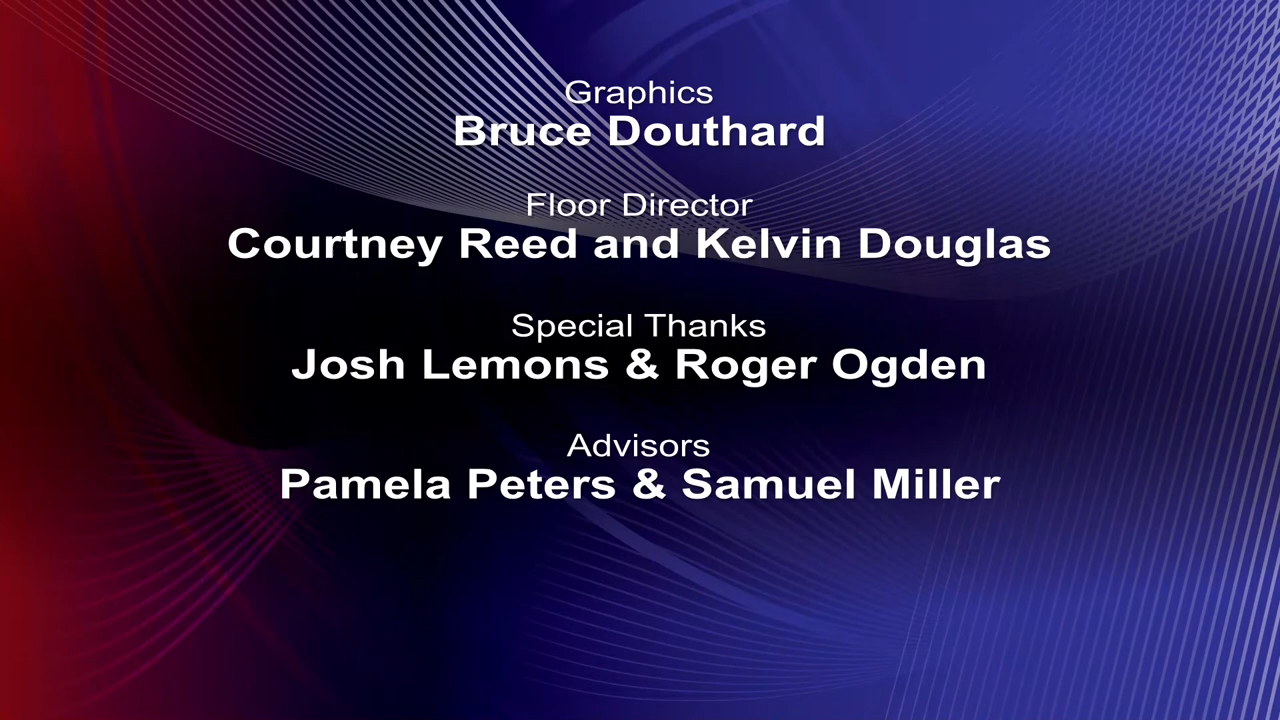 Graphics
Bruce Douthard
Floor Director
Courtney Reed and Kelvin Douglas
Special Thanks
Josh Lemons & Roger Ogden
Advisors
Pamela Peters & Samuel Miller